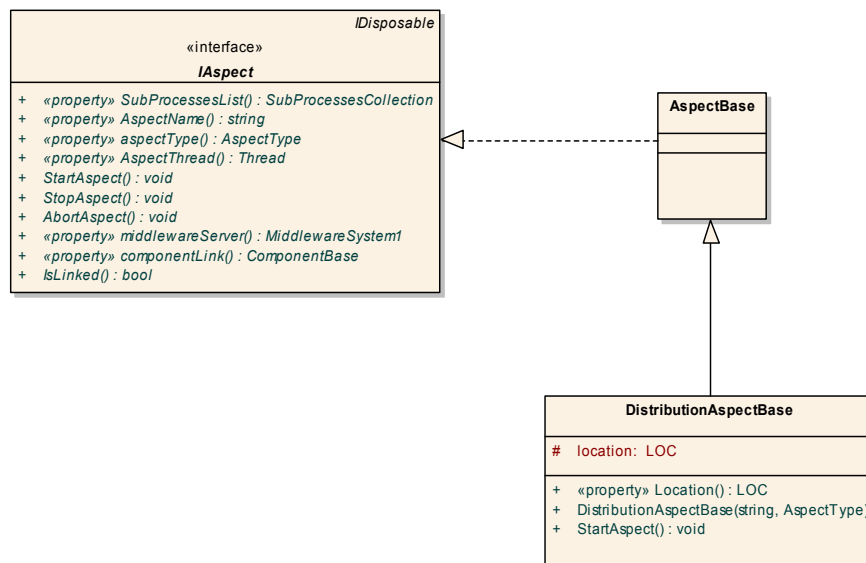 IDisposable
«interface»
IAspect
+ «property» SubProcessesList() : SubProcessesCollection
+ «property» AspectName() : string
+ «property» aspectType() : AspectType
+ «property» AspectThread() : Thread
+ StartAspect() : void
+ StopAspect() : void
+ AbortAspect() : void
+ «property» middlewareServer() : MiddlewareSystem1
+ «property» componentLink() : ComponentBase
+ IsLinked() : bool
AspectBase
DistributionAspectBase
# location: LOC
+ «property» Location() : LOC
+ DistributionAspectBase(string, AspectType)
+ StartAspect() : void